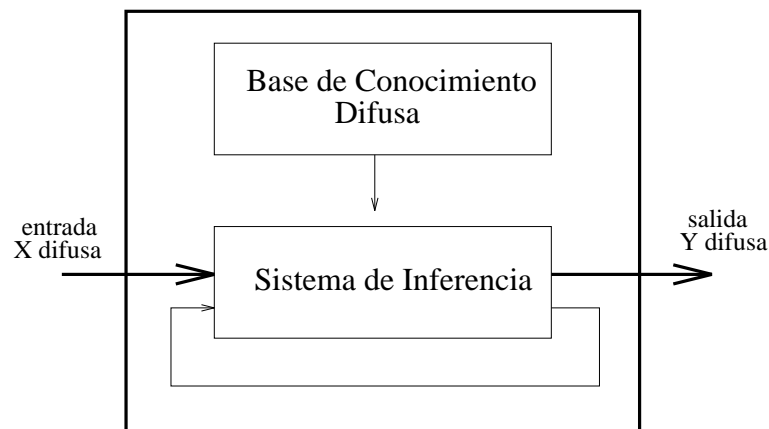 Base de Conocimiento
Difusa
entrada
X difusa
salida
Y difusa
Sistema de Inferencia